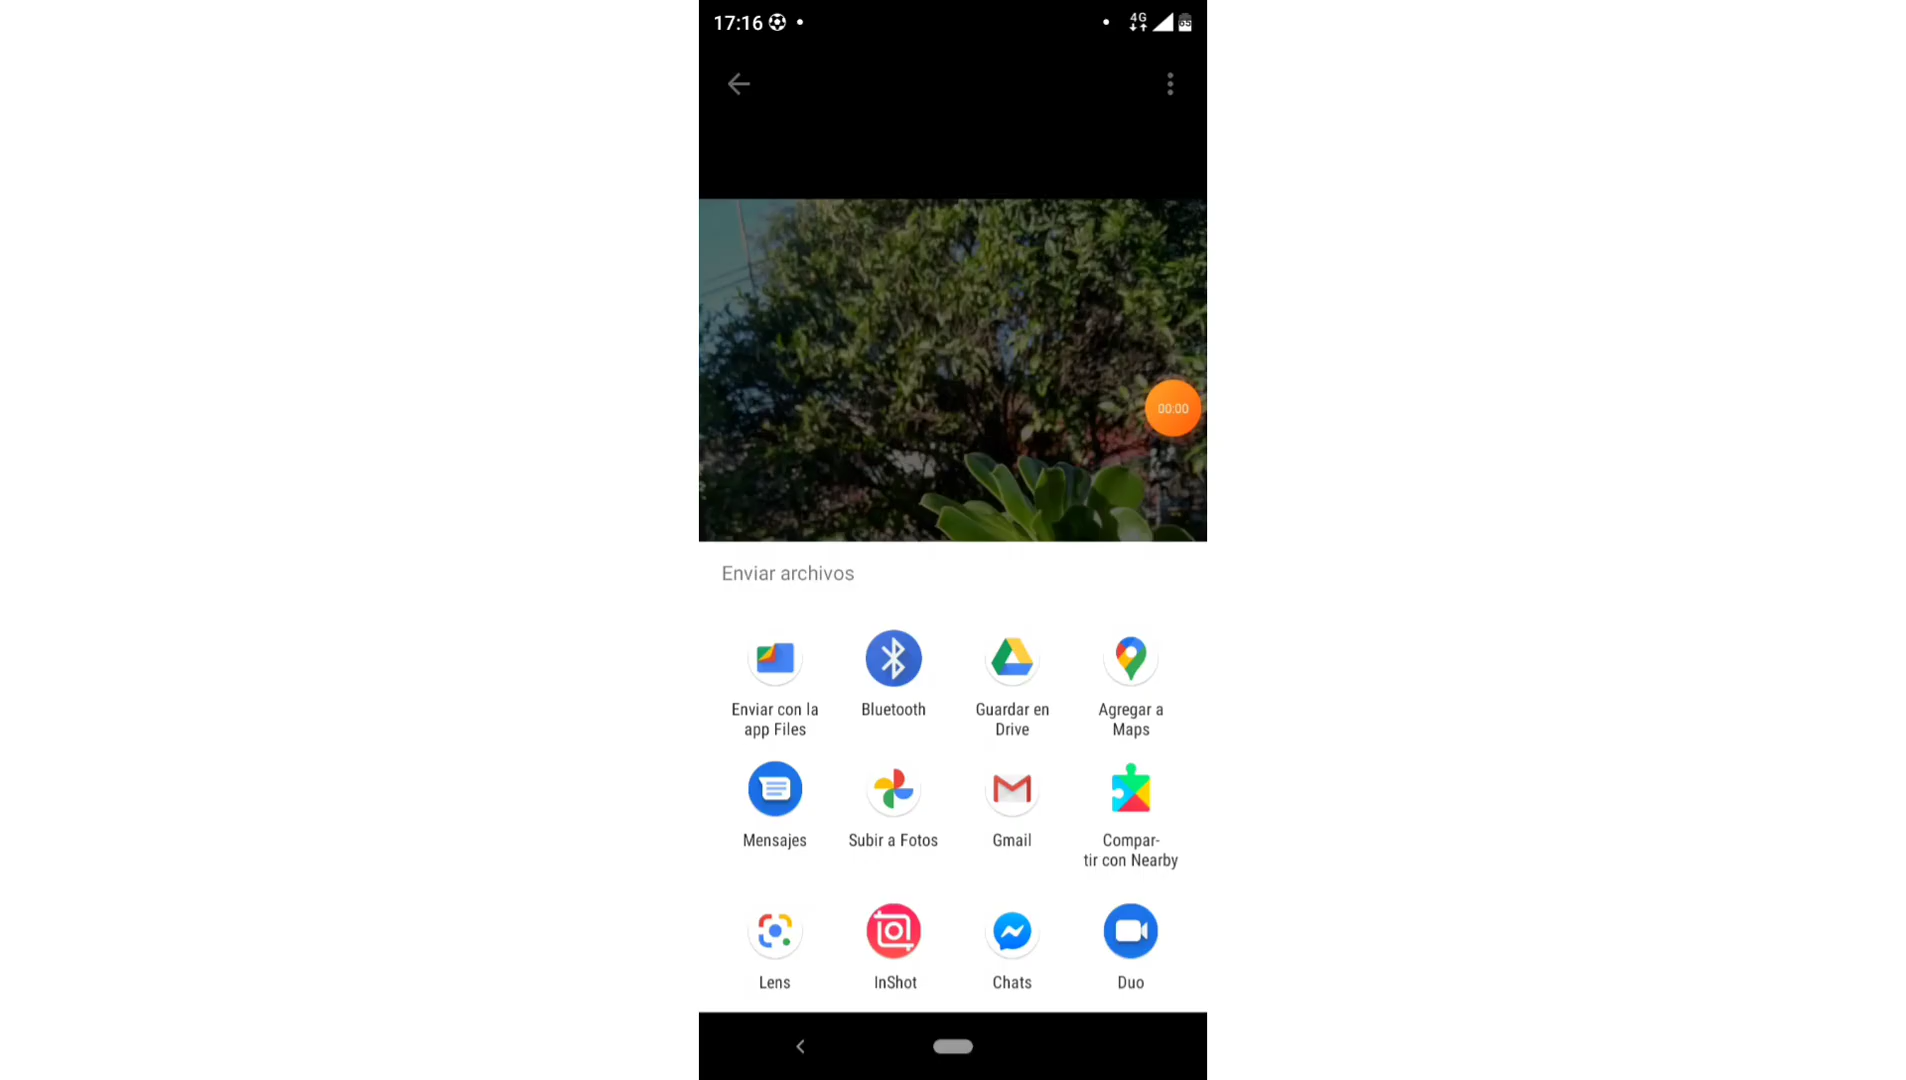 17:16
4G
65
00:00
Enviar archivos
Enviar con la
app Files
Bluetooth
Guardar en
Drive
Agregar a
Maps
Mensajes
Subir a Fotos
Gmail
Compar-
tir con Nearby
Lens
InShot
Chats
Duo